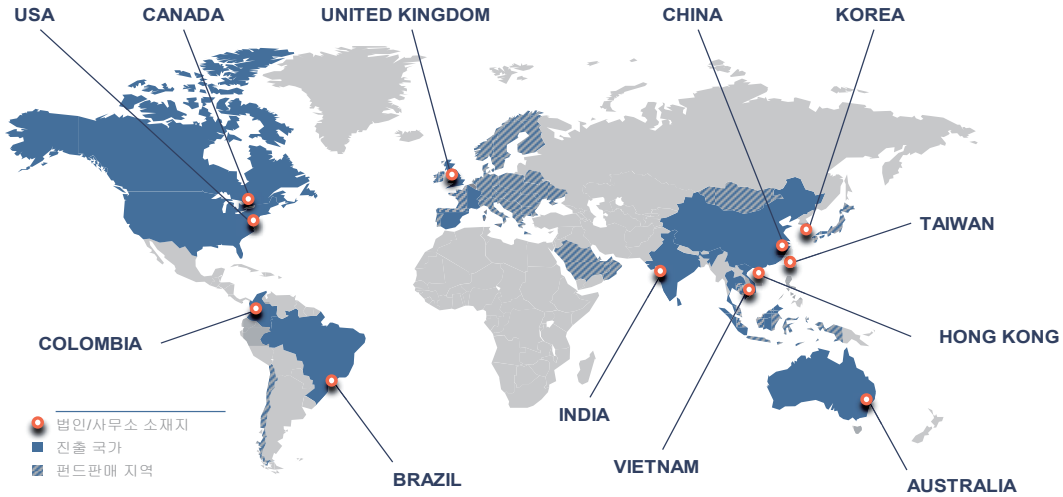 USA
CANADA
UNITED KINGDOM
CHINA
KOREA
TAIWAN
HONG KONG
COLOMBIA
INDIA
VIETNAM
BRAZIL
AUSTRALIA
법인/사무소 소재지
진출 국가
펀드판매 지역